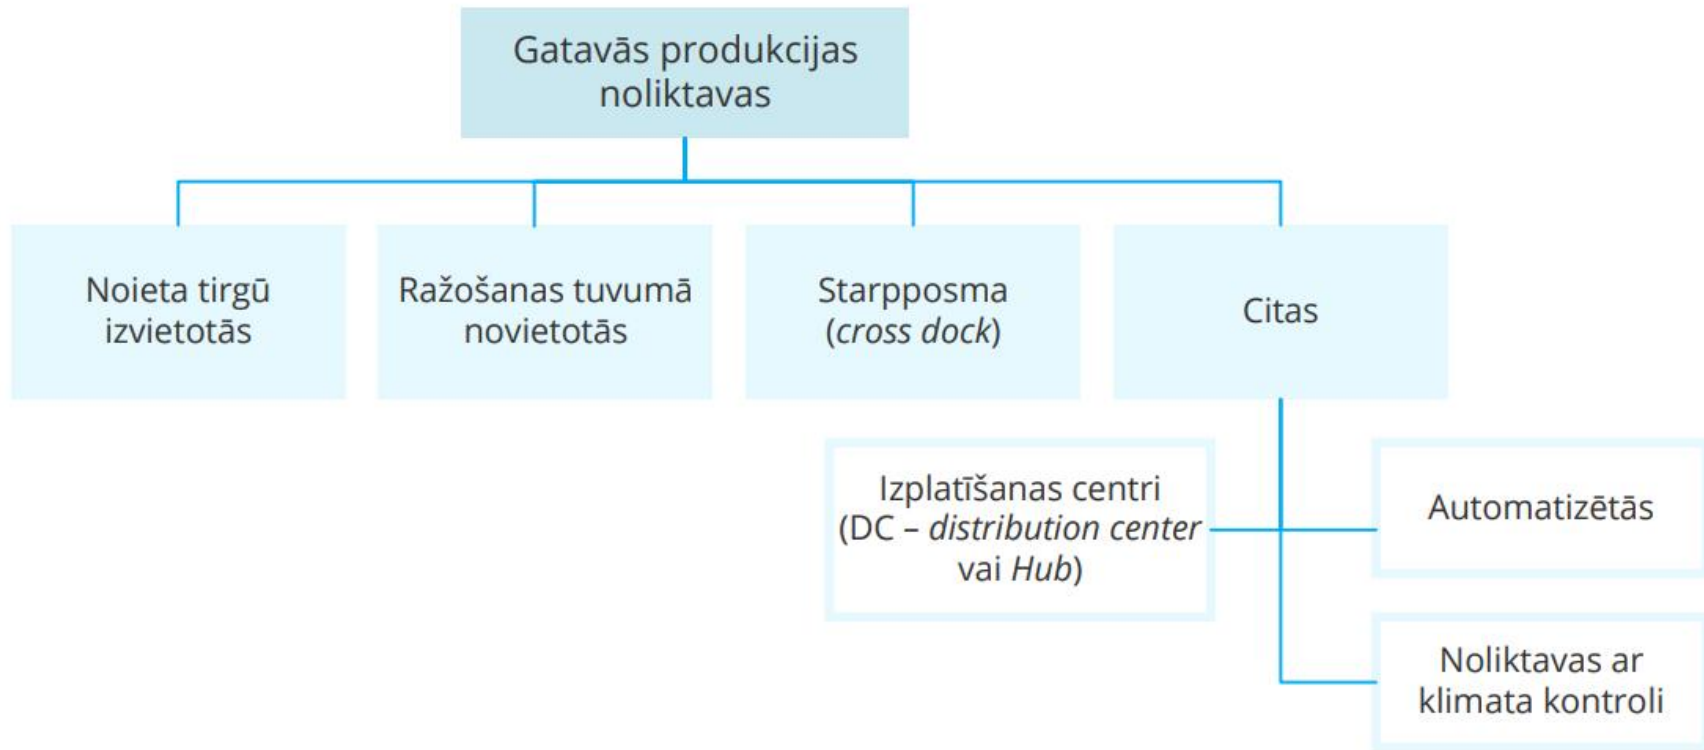 Gatavās produkcijas
noliktavas
Noieta tirgū
izvietotās
Ražošanas tuvumā
novietotās
Starpposma
(cross dock)
Citas
Izplatīšanas centri
(DC – distribution center
vai Hub)
Automatizētās
Noliktavas ar
klimata kontroli